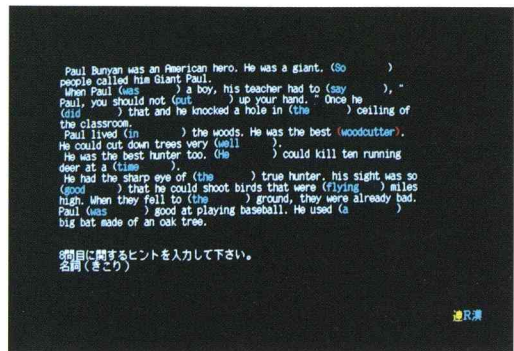 Paul Bunyan was an American hero. He was a giant. (So )
people called him Giant Paul.
When Paul (was ) a boy, his teacher had to (say ), "
Paul, you should not (put ) up your hand. " Once he
(did ) that and he knocked a hole in (the ) ceiling of
the classroom.
Paul lived (in ) the woods. He was the best (woodcutter).
He could cut down trees very (well ).
He was the best hunter too. (He ) could kill ten running
deer at a (time ).
He had the sharp eye of (the ) true hunter. his sight was so
(good ) that he could shoot birds that were (flying ) miles
high. When they fell to (the ) ground, they were already bad.
Paul (was ) good at playing baseball. He used (a )
big bat made of an oak tree.
8問目に関するヒントを入力して下さい。
名詞(きこり)
連R漢